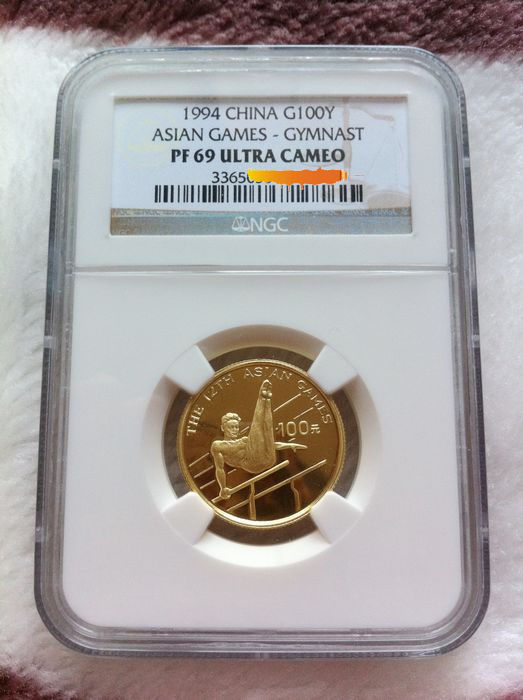 1994 CHINA G100Y
ASIAN GAMES - GYMNAST
PF 69 ULTRA CAMEO
NGC
THE 12TH ASIAN GAMES
100元